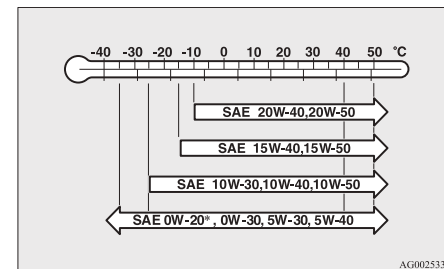 -40 -30 -20 -10 0 10 20 30 40 50 °C
SAE 20W-40,20W-50
SAE 15W-40,15W-50
SAE 10W-30,10W-40,10W-50
SAE 0W-20*, 0W-30, 5W-30, 5W-40
AG002533